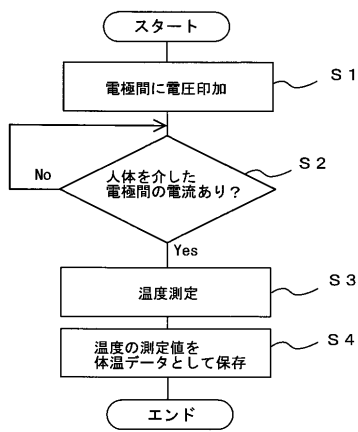 スタート
電極間に電圧印加
S1
人体を介した
電極間の電流あり？
S2
No
Yes
温度測定
S3
温度の測定値を
体温データとして保存
S4
エンド